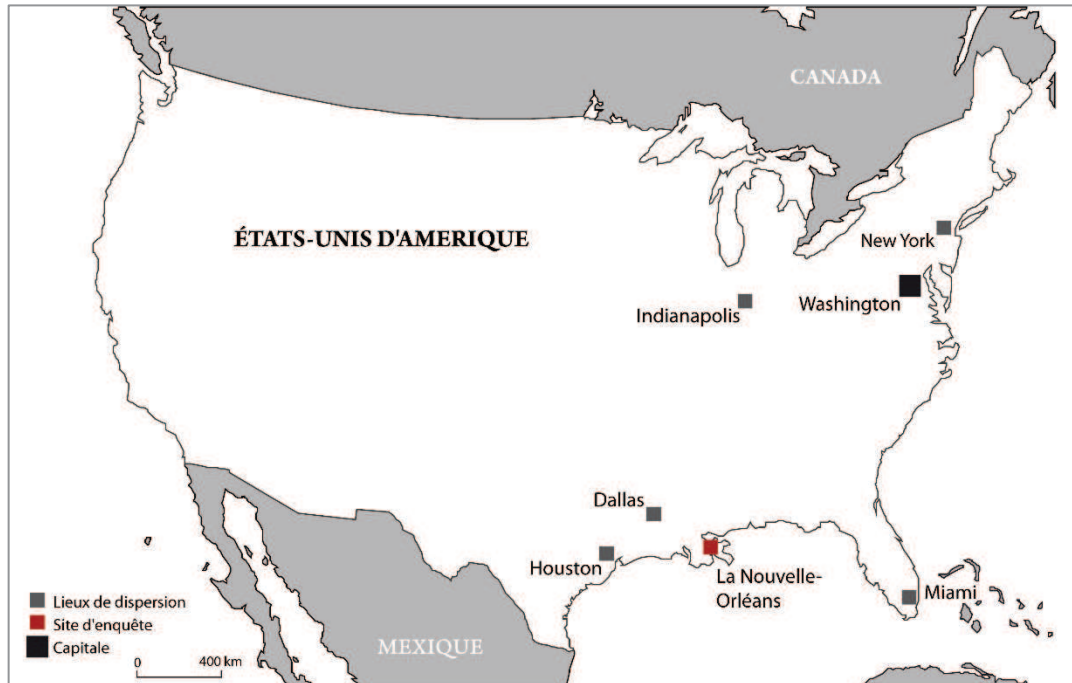 CANADA
ÉTATS-UNIS D'AMERIQUE
New York
Washington
Indianapolis
Dallas
Houston
La Nouvelle-
Orléans
Miami
Lieux de dispersion
Site d'enquête
Capitale
0 400 km
MEXIQUE